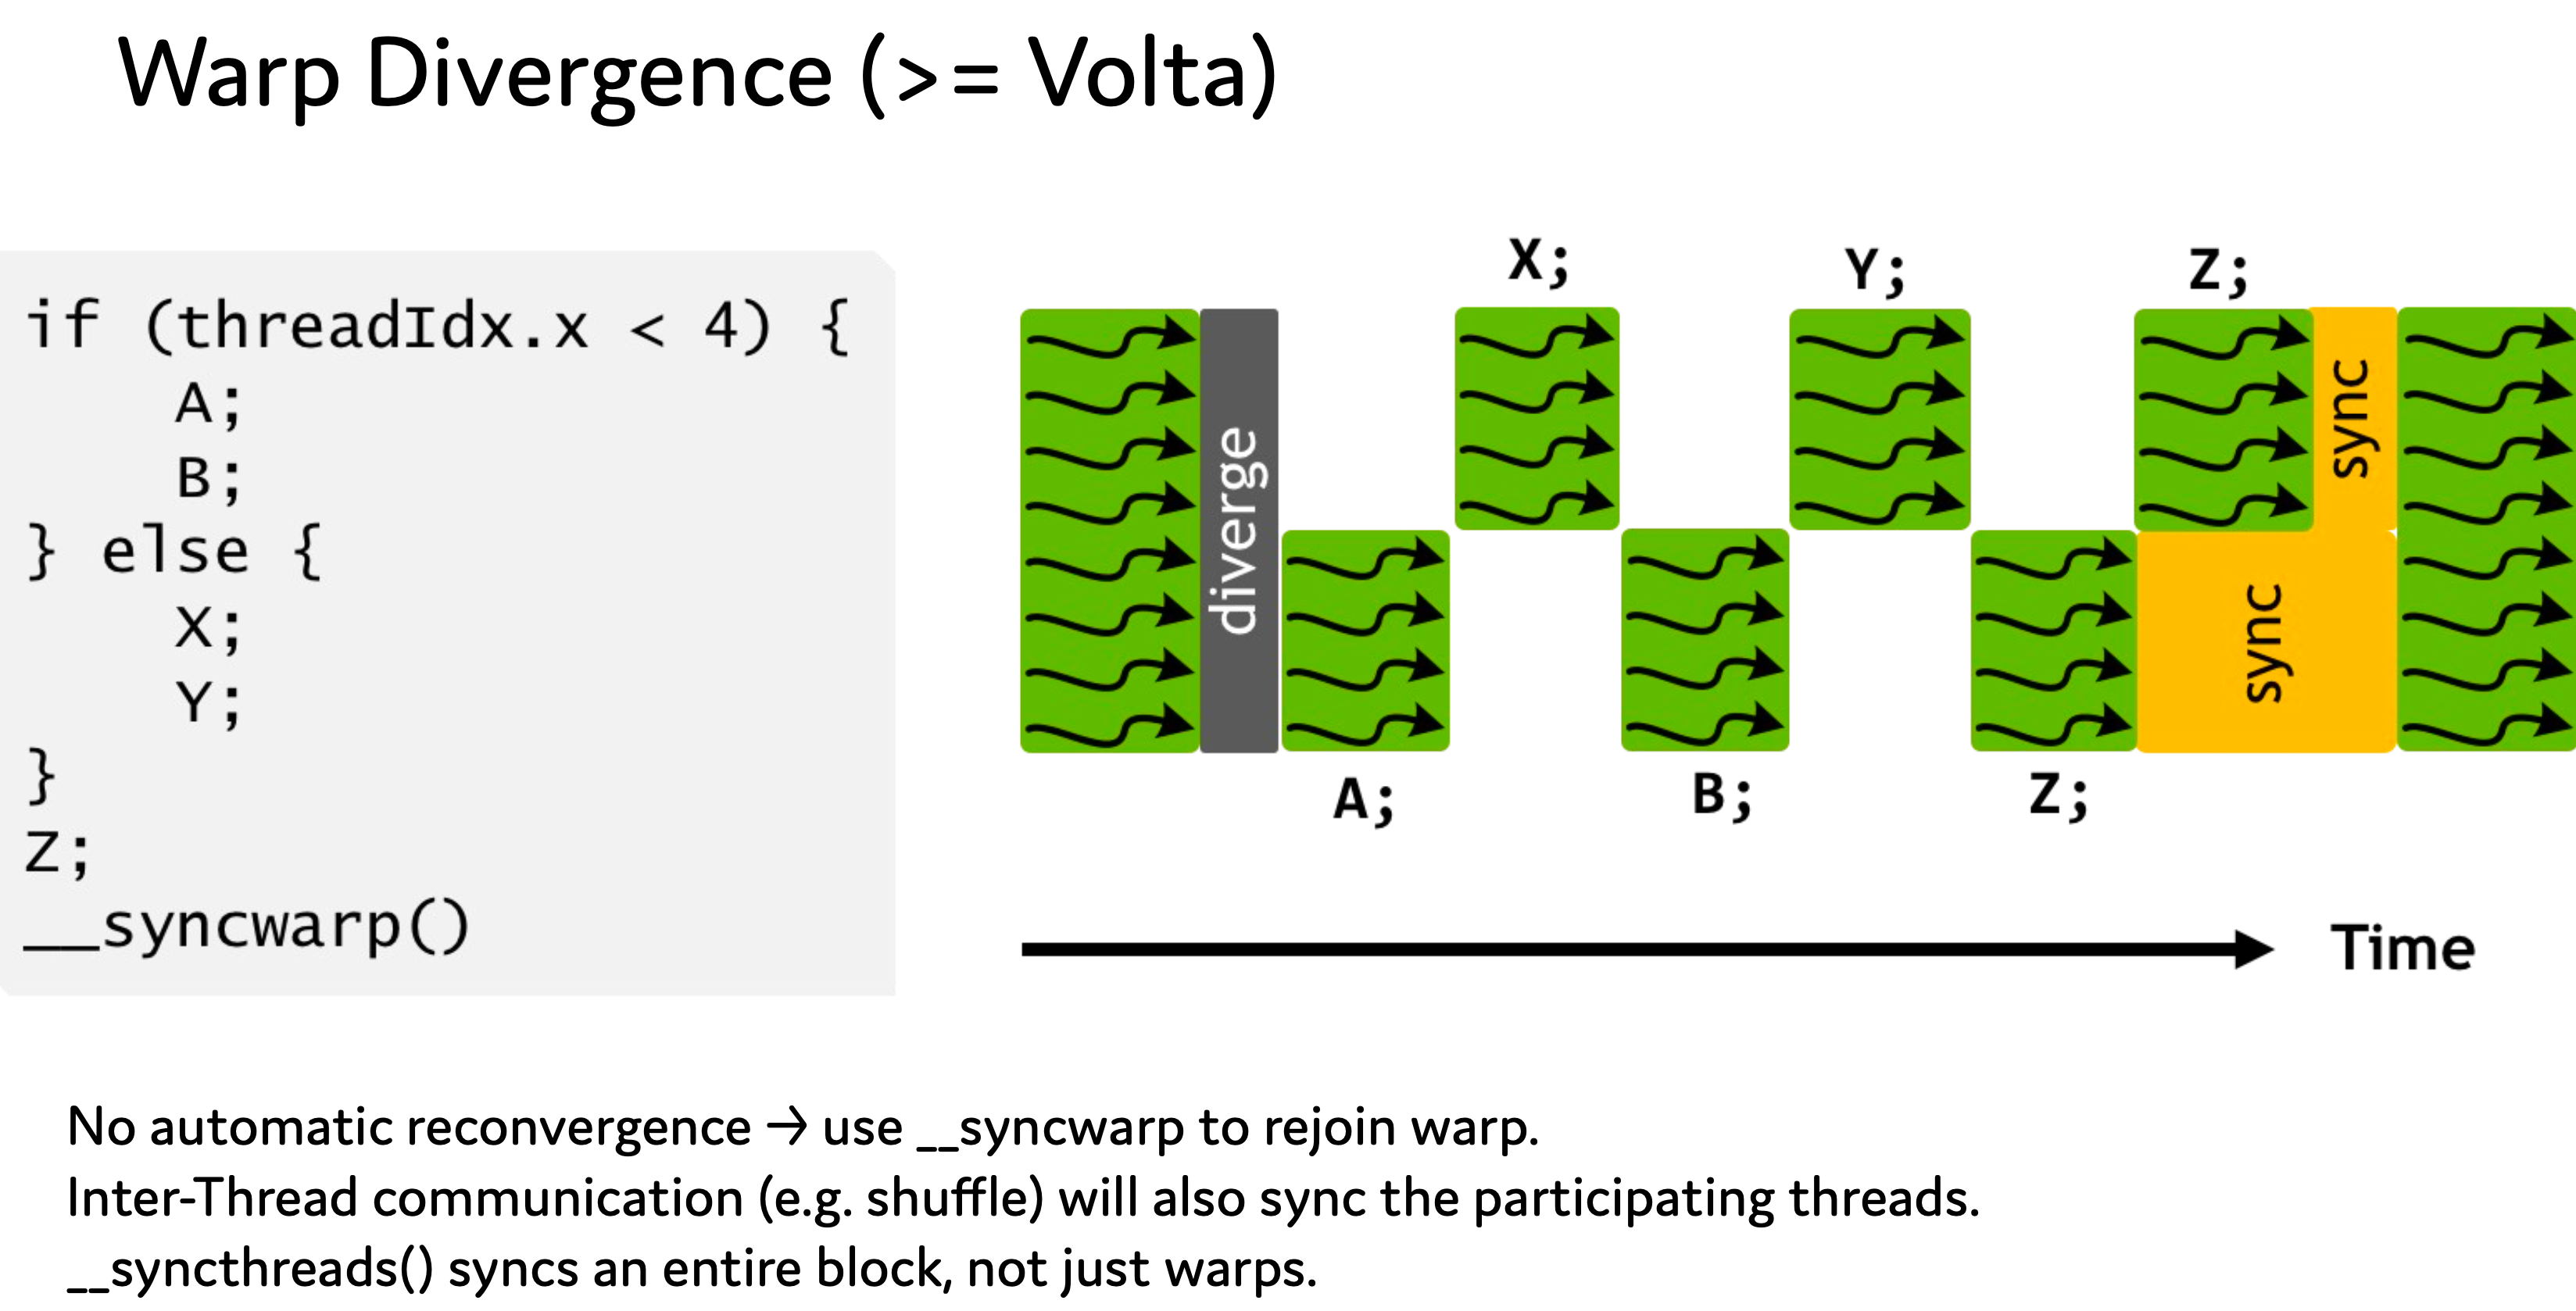 Warp Divergence (>= Volta)
if (threadIdx.x < 4) {
A;
B;
} else {
X;
Y;
}
Z;
__syncwarp()
X;
Y;
Z;
diverge
sync
sync
A;
B;
Z;
Time
No automatic reconvergence → use __syncwarp to rejoin warp.
Inter-Thread communication (e.g. shuffle) will also sync the participating threads.
__syncthreads() syncs an entire block, not just warps.